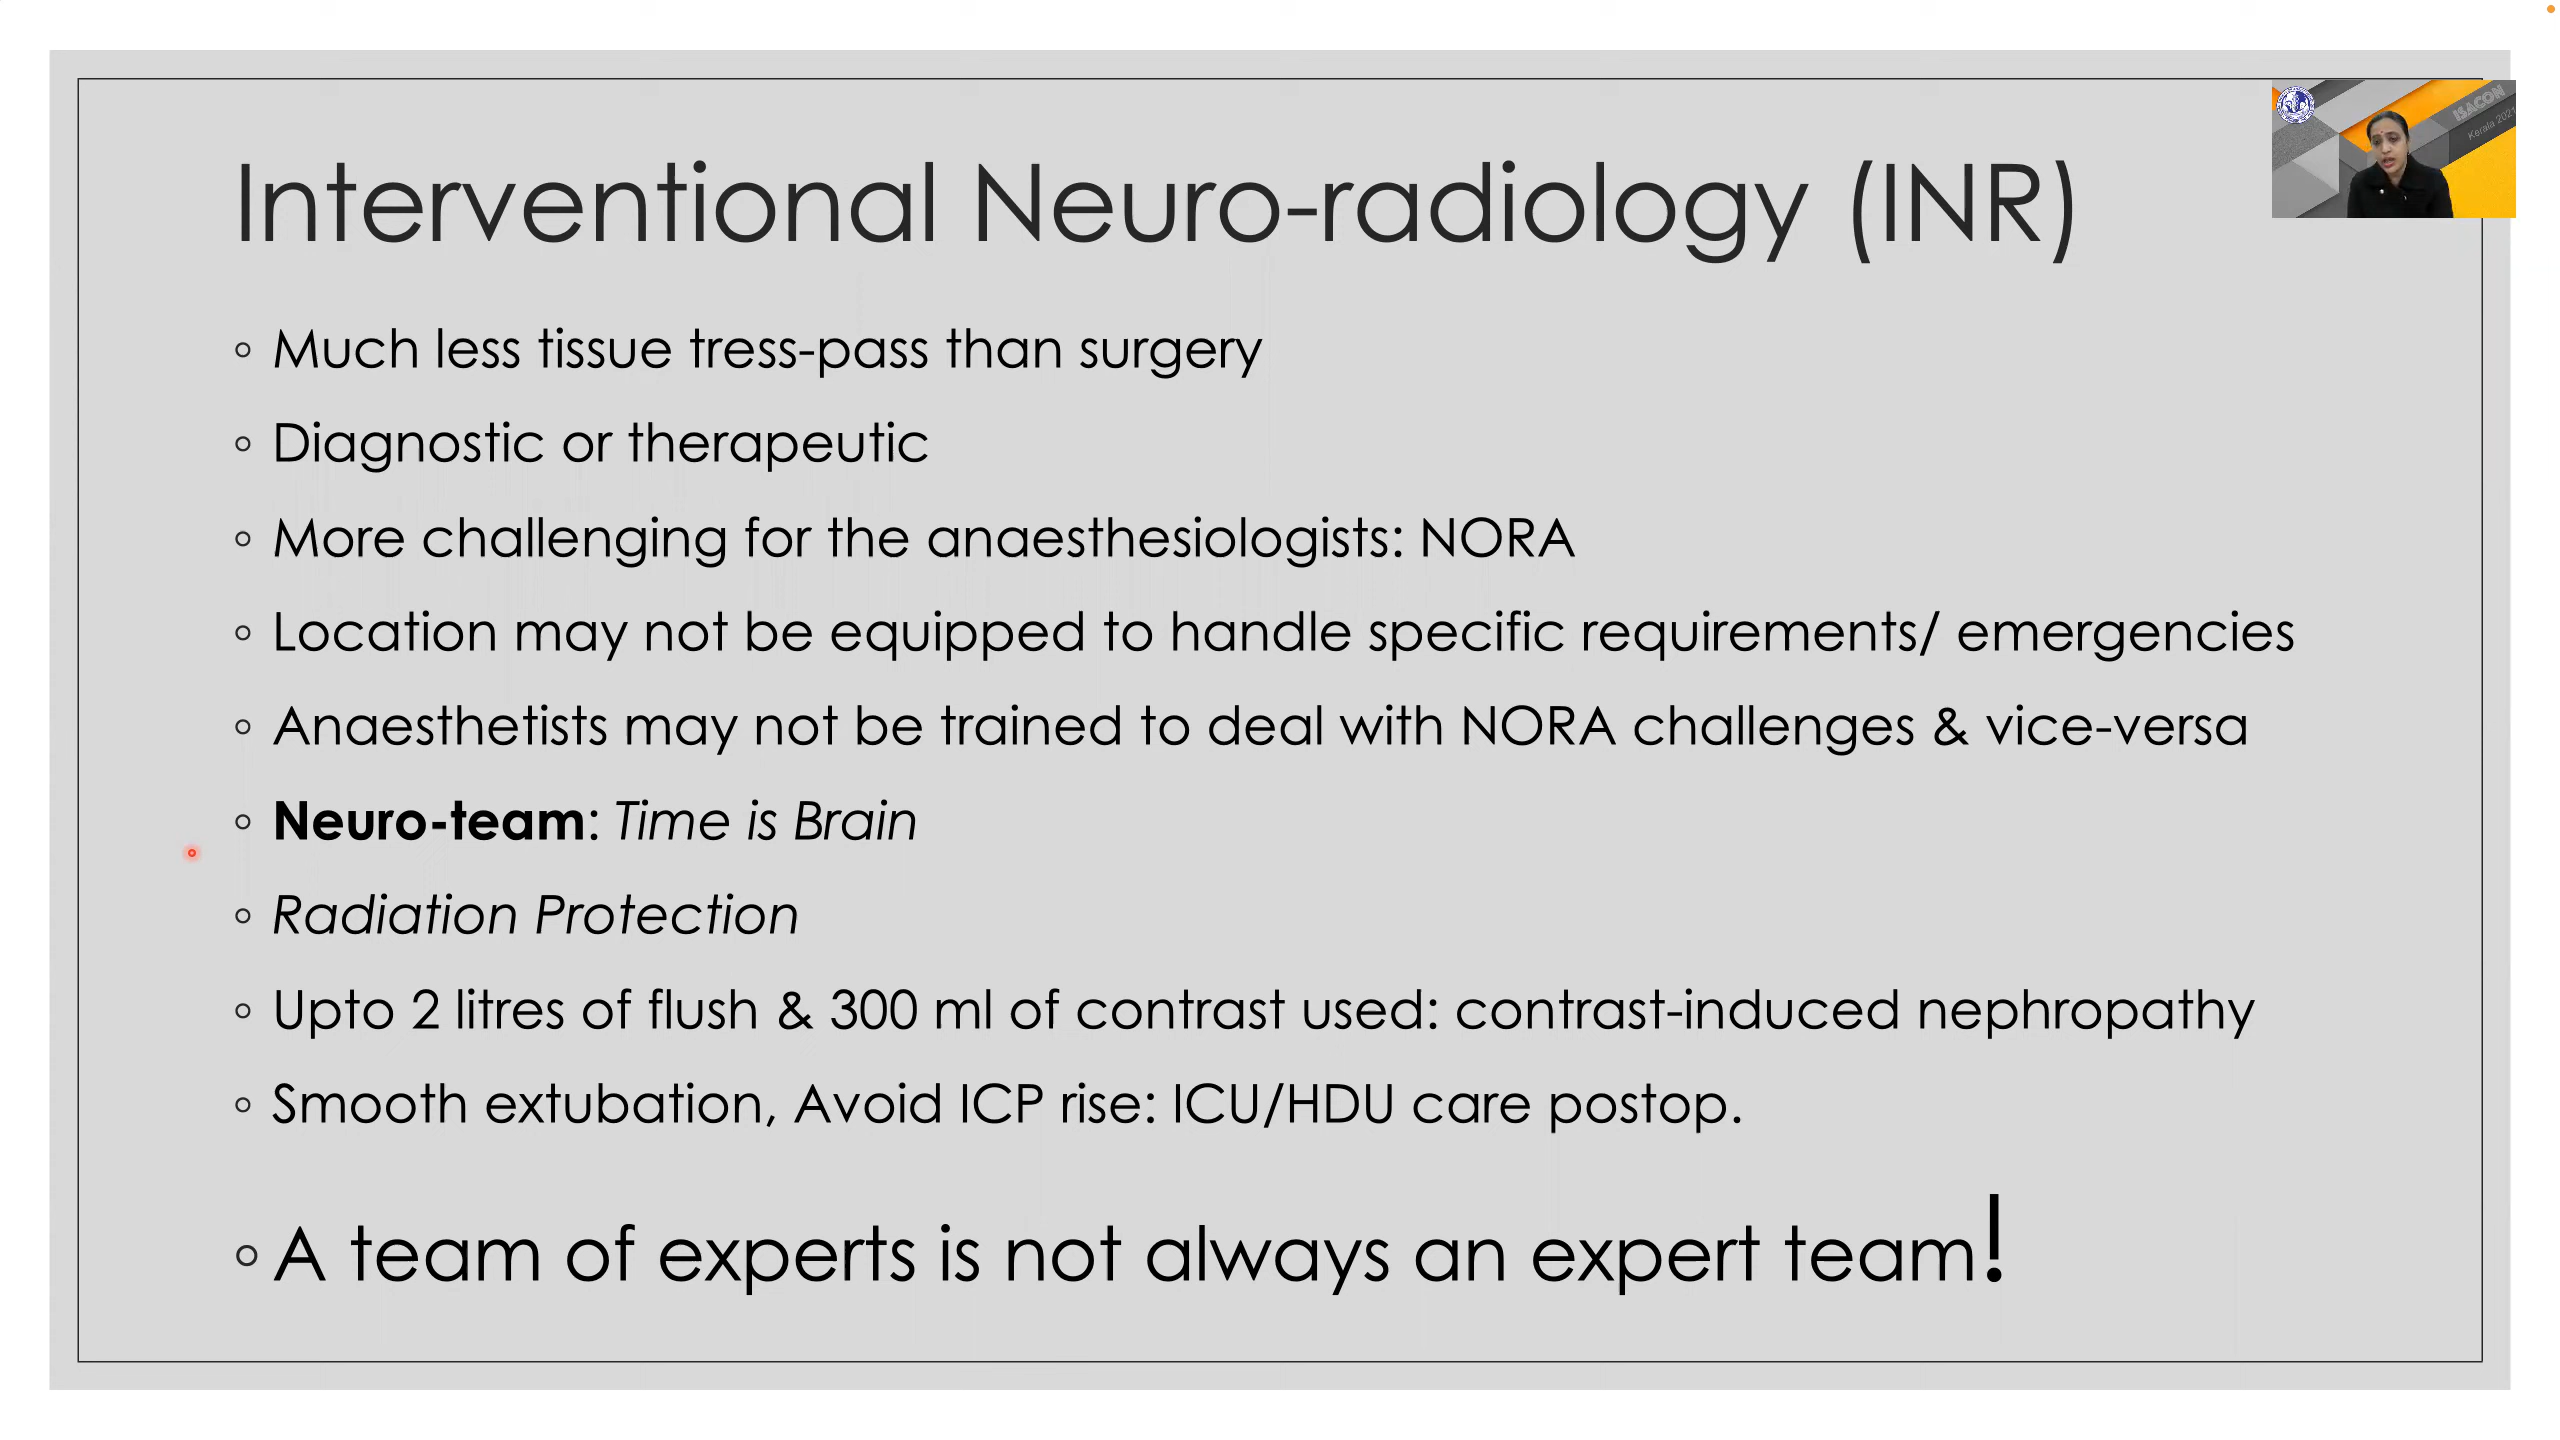 Interventional Neuro-radiology (INR)
ISACON
Kerala 2021
◦ Much less tissue tress-pass than surgery
◦ Diagnostic or therapeutic
◦ More challenging for the anaesthesiologists: NORA
◦ Location may not be equipped to handle specific requirements/ emergencies
◦ Anaesthetists may not be trained to deal with NORA challenges & vice-versa
◦ Neuro-team: Time is Brain
◦ Radiation Protection
◦ Upto 2 litres of flush & 300 ml of contrast used: contrast-induced nephropathy
◦ Smooth extubation, Avoid ICP rise: ICU/HDU care postop.
◦ A team of experts is not always an expert team!